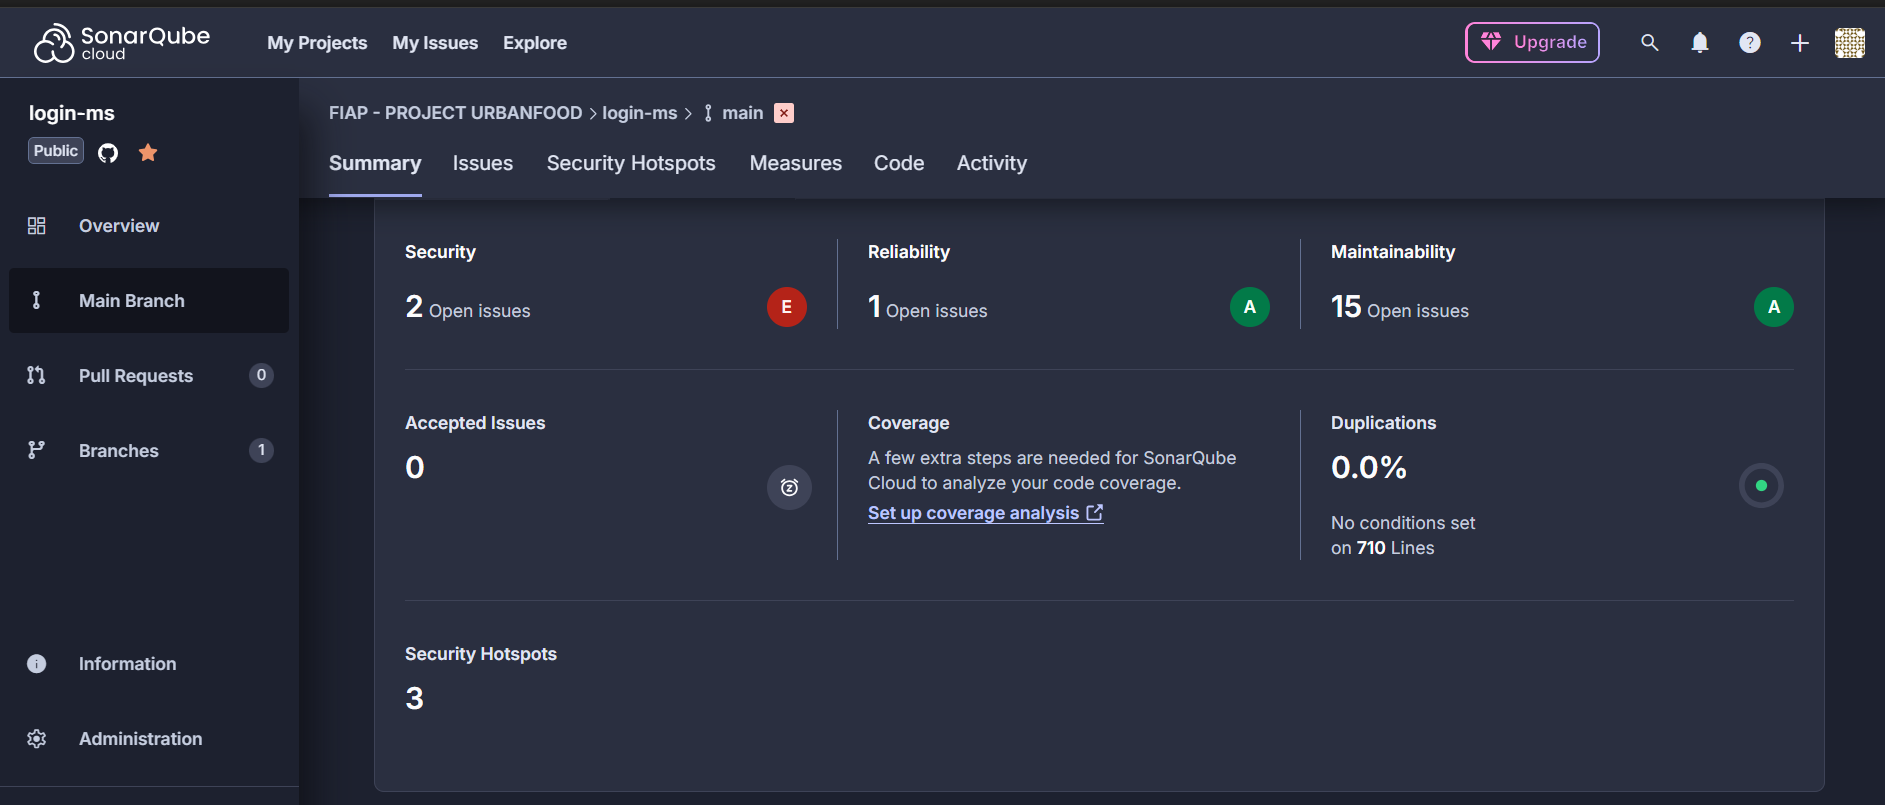 SonarQube
cloud
My Projects
My Issues
Explore
Upgrade
login-ms
Public
Overview
Main Branch
Pull Requests
0
Branches
1
Information
Administration
FIAP - PROJECT URBANFOOD
login-ms
main
Summary
Issues
Security Hotspots
Measures
Code
Activity
Security
2 Open issues
E
Reliability
1 Open issues
A
Maintainability
15 Open issues
A
Accepted Issues
0
Coverage
A few extra steps are needed for SonarQube
Cloud to analyze your code coverage.
Set up coverage analysis
Duplications
0.0%
No conditions set
on 710 Lines
Security Hotspots
3